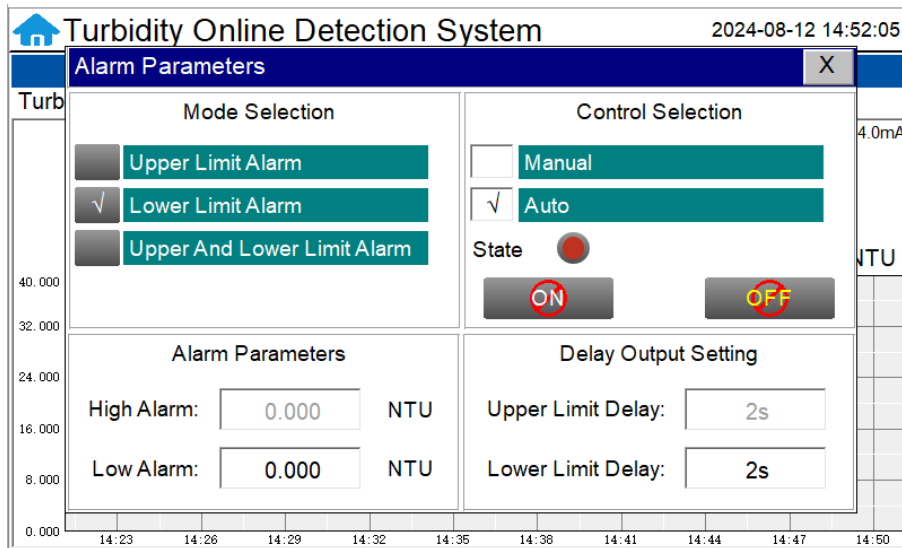 Turbidity Online Detection System 2024-08-12 14:52:05
Alarm Parameters X
Turb
Mode Selection
Upper Limit Alarm
√ Lower Limit Alarm
Upper And Lower Limit Alarm
Control Selection
Manual
√ Auto
State
ON OFF
Alarm Parameters
High Alarm: 0.000 NTU
Low Alarm: 0.000 NTU
Delay Output Setting
Upper Limit Delay: 2s
Lower Limit Delay: 2s
4.0mA
NTU
40.000
32.000
24.000
16.000
8.000
0.000
14:23 14:26 14:29 14:32 14:35 14:38 14:41 14:44 14:47 14:50